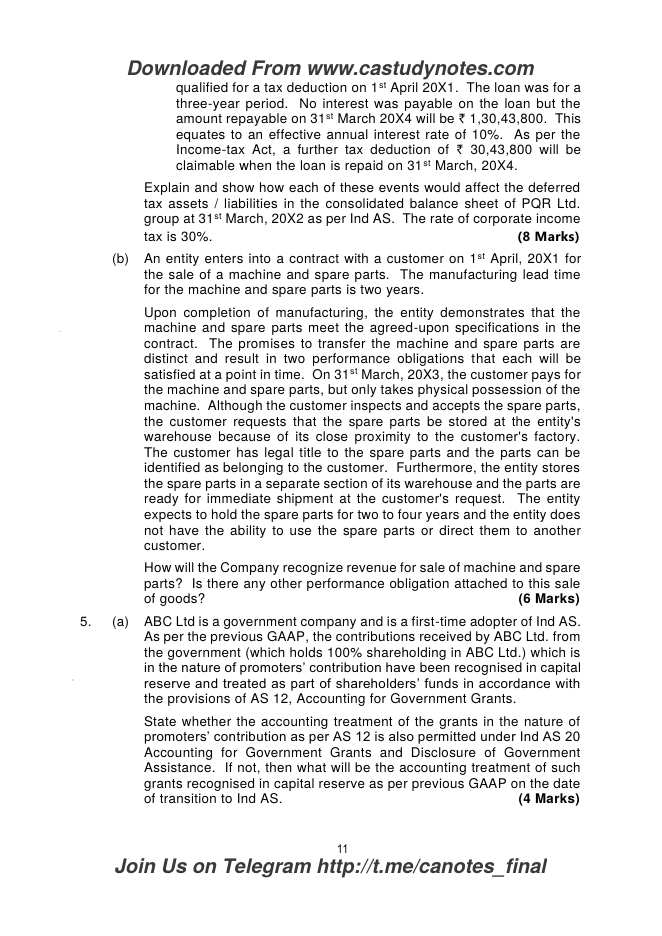 Downloaded From www.castudynotes.com
qualified for a tax deduction on 1st April 20X1. The loan was for a
three-year period. No interest was payable on the loan but the
amount repayable on 31st March 20X4 will be ₹ 1,30,43,800. This
equates to an effective annual interest rate of 10%. As per the
Income-tax Act, a further tax deduction of ₹ 30,43,800 will be
claimable when the loan is repaid on 31st March, 20X4.
Explain and show how each of these events would affect the deferred
tax assets / liabilities in the consolidated balance sheet of PQR Ltd.
group at 31st March, 20X2 as per Ind AS. The rate of corporate income
tax is 30%. (8 Marks)
(b) An entity enters into a contract with a customer on 1st April, 20X1 for
the sale of a machine and spare parts. The manufacturing lead time
for the machine and spare parts is two years.
Upon completion of manufacturing, the entity demonstrates that the
machine and spare parts meet the agreed-upon specifications in the
contract. The promises to transfer the machine and spare parts are
distinct and result in two performance obligations that each will be
satisfied at a point in time. On 31st March, 20X3, the customer pays for
the machine and spare parts, but only takes physical possession of the
machine. Although the customer inspects and accepts the spare parts,
the customer requests that the spare parts be stored at the entity's
warehouse because of its close proximity to the customer's factory.
The customer has legal title to the spare parts and the parts can be
identified as belonging to the customer. Furthermore, the entity stores
the spare parts in a separate section of its warehouse and the parts are
ready for immediate shipment at the customer's request. The entity
expects to hold the spare parts for two to four years and the entity does
not have the ability to use the spare parts or direct them to another
customer.
How will the Company recognize revenue for sale of machine and spare
parts? Is there any other performance obligation attached to this sale
of goods? (6 Marks)
5. (a) ABC Ltd is a government company and is a first-time adopter of Ind AS.
As per the previous GAAP, the contributions received by ABC Ltd. from
the government (which holds 100% shareholding in ABC Ltd.) which is
in the nature of promoters' contribution have been recognised in capital
reserve and treated as part of shareholders' funds in accordance with
the provisions of AS 12, Accounting for Government Grants.
State whether the accounting treatment of the grants in the nature of
promoters' contribution as per AS 12 is also permitted under Ind AS 20
Accounting for Government Grants and Disclosure of Government
Assistance. If not, then what will be the accounting treatment of such
grants recognised in capital reserve as per previous GAAP on the date
of transition to Ind AS. (4 Marks)
11
Join Us on Telegram http://t.me/canotes_final